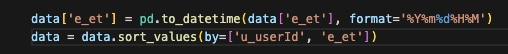 data['e_et'] = pd.to_datetime(data['e_et'], format='%Y%m%d%H%M')
data = data.sort_values(by=['u_userId', 'e_et'])